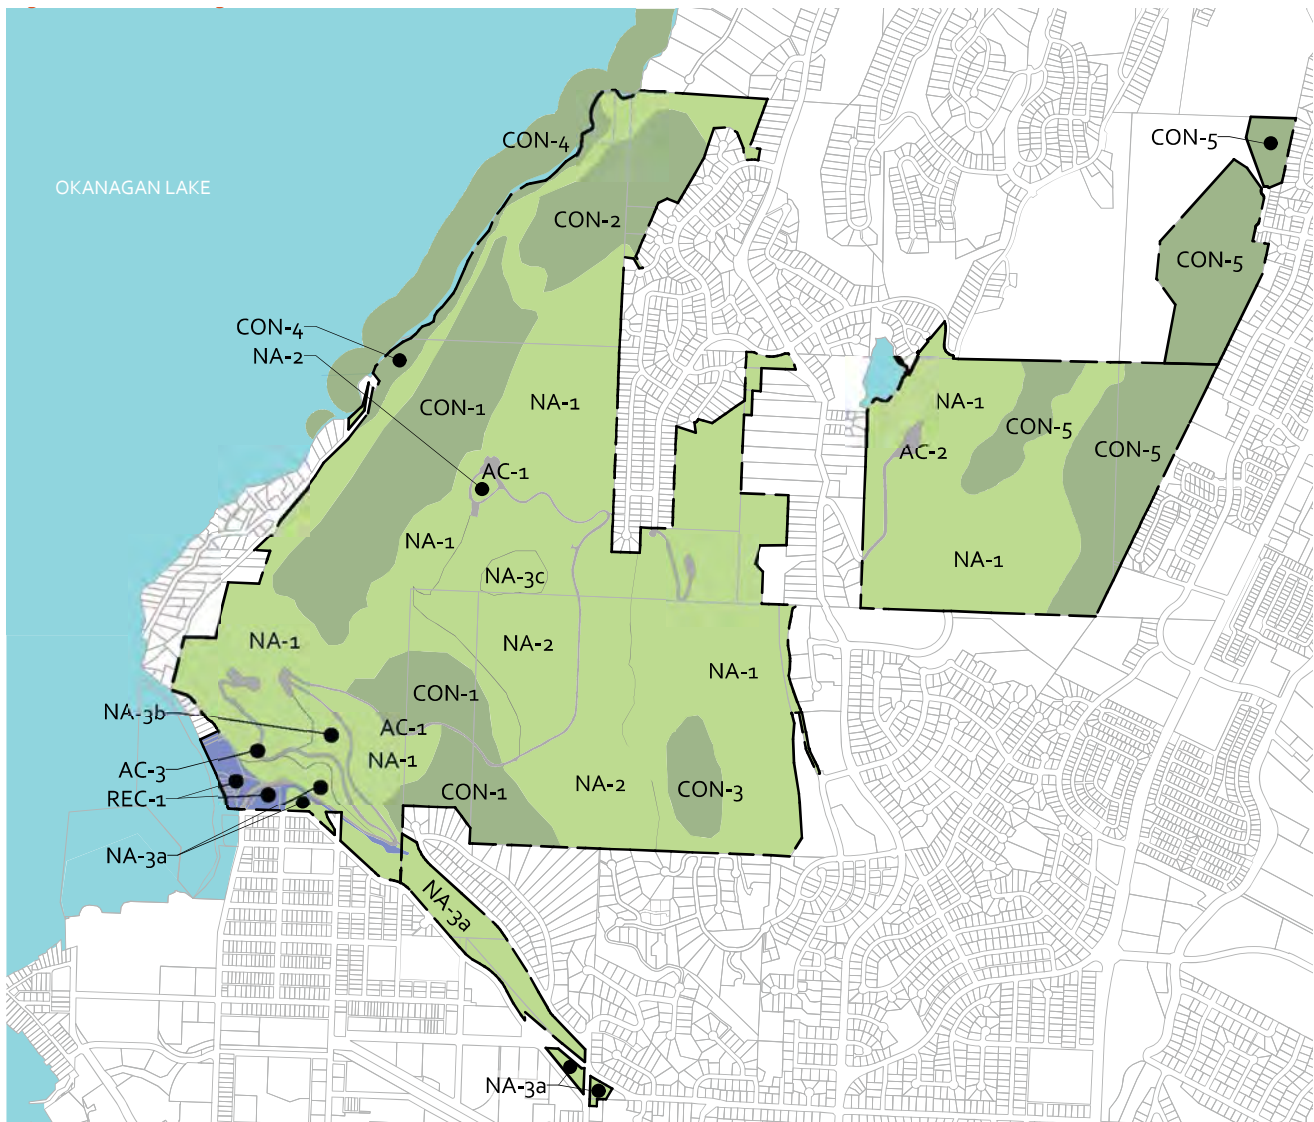 CON-4
CON-5
OKANAGAN LAKE
CON-2
CON-5
CON-4
NA-2
CON-1
NA-1
NA-1
CON-5
AC-2
CON-5
AC-1
NA-1
NA-3c
NA-1
NA-1
NA-2
NA-1
CON-1
NA-3b
AC-1
NA-1
AC-3
REC-1
CON-1
NA-2
CON-3
NA-3a
NA-3a
NA-3a